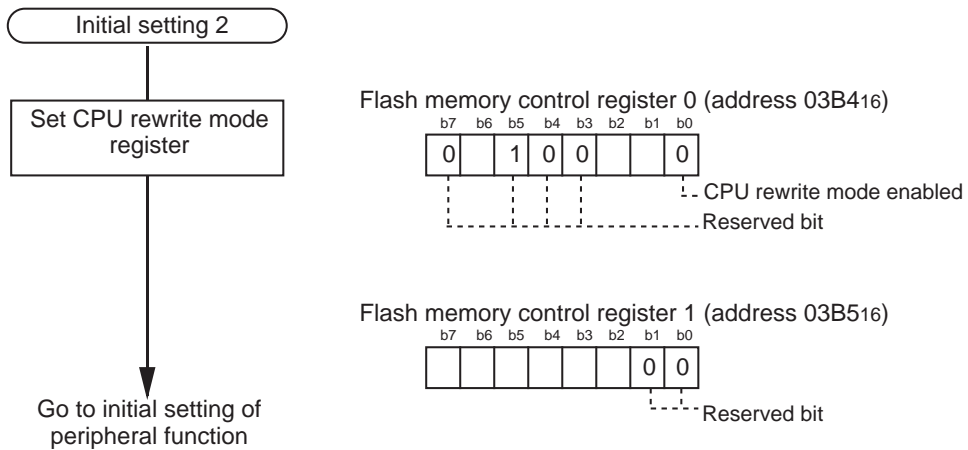 Initial setting 2
Set CPU rewrite mode
register
Go to initial setting of
peripheral function
Flash memory control register 0 (address 03B416)
b7 b6 b5 b4 b3 b2 b1 b0
0 1 0 0 0
CPU rewrite mode enabled
Reserved bit
Flash memory control register 1 (address 03B516)
b7 b6 b5 b4 b3 b2 b1 b0
0 0
Reserved bit